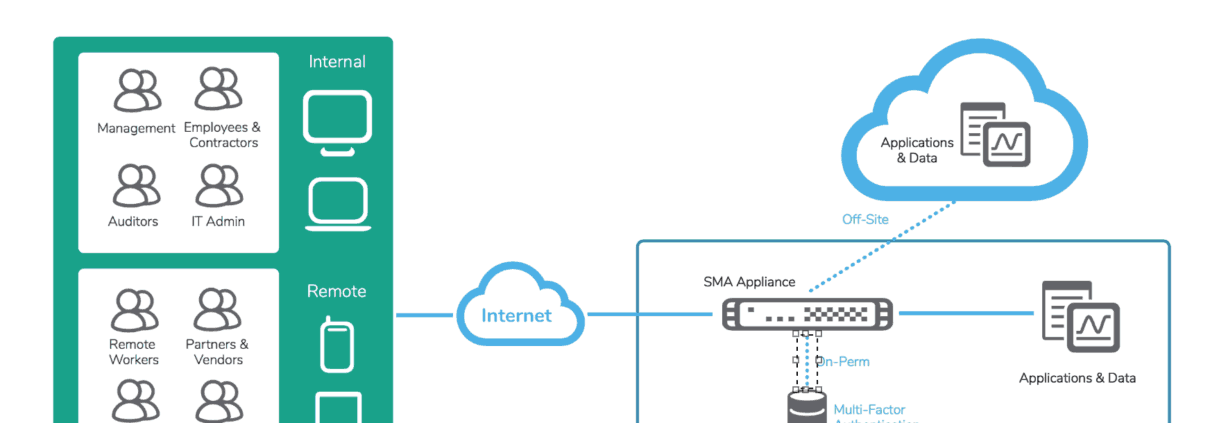 Internal
Management
Employees &
Contractors
Auditors
IT Admin
Remote
Remote
Workers
Partners &
Vendors
Internet
Applications
& Data
Off-Site
SMA Appliance
On-Perm
Applications & Data
Multi-Factor
Authentication